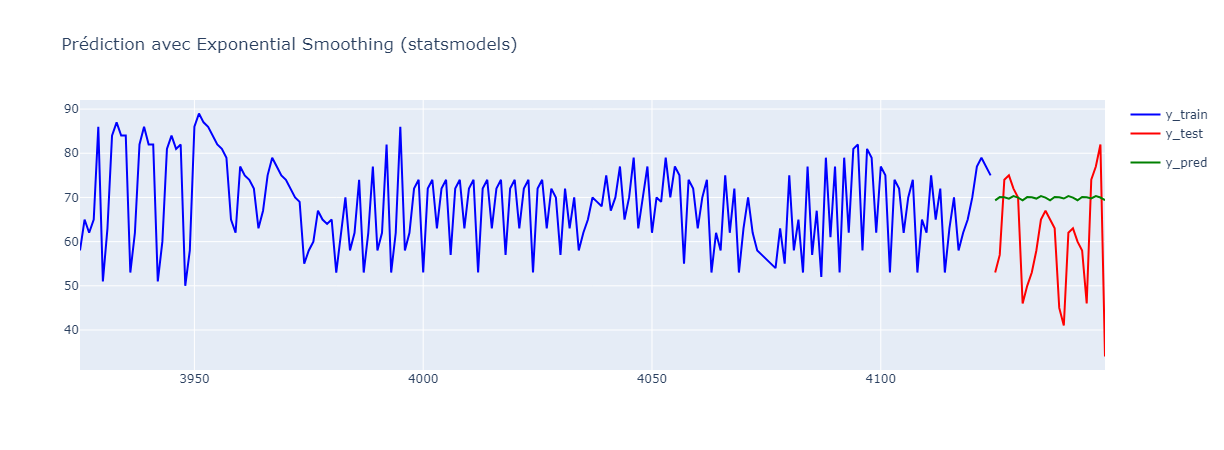 Prédiction avec Exponential Smoothing (statsmodels)
90
80
70
60
50
40
3950
4000
4050
4100
y_train
y_test
y_pred